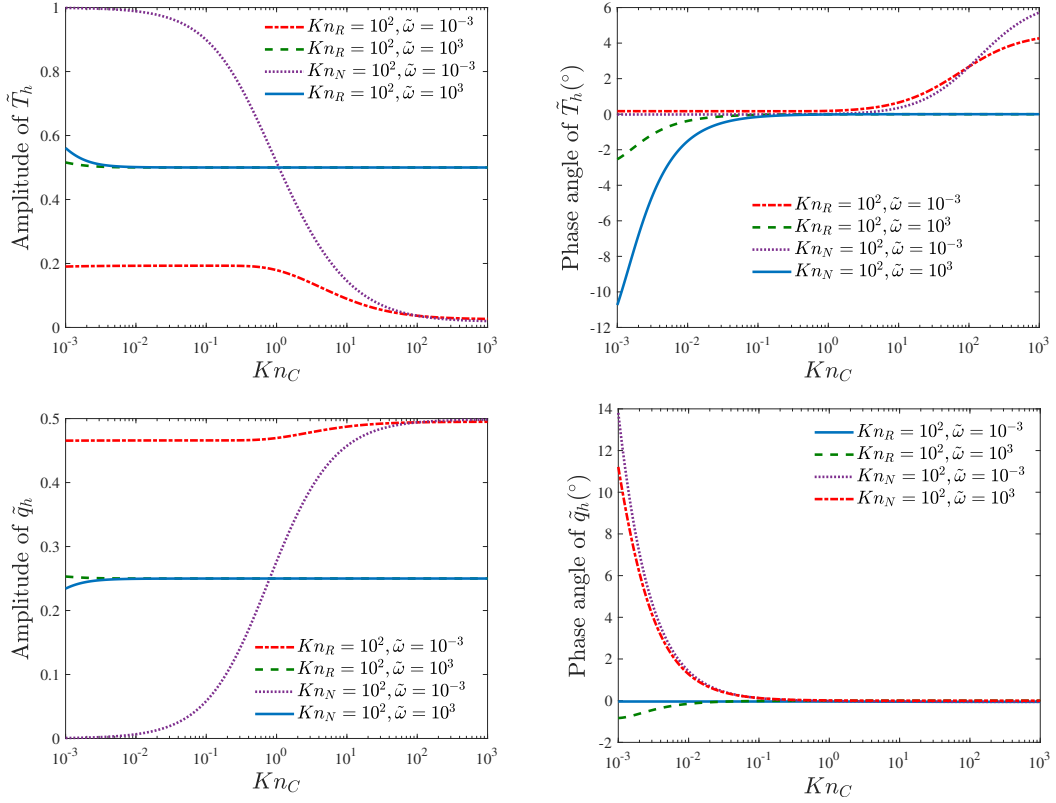 Amplitude of T̃_h
1
0.8
0.6
0.4
0.2
0
Kn_R = 10^2, ω̃ = 10^-3
Kn_R = 10^2, ω̃ = 10^3
Kn_N = 10^2, ω̃ = 10^-3
Kn_R = 10^2, ω̃ = 10^3
10^-3 10^-2 10^-1 10^0 10^1 10^2 10^3
Kn_C
Phase angle of T̃_h(°)
6
4
2
0
-2
-4
-6
-8
-10
-12
Kn_R = 10^2, ω̃ = 10^-3
Kn_R = 10^2, ω̃ = 10^3
Kn_N = 10^2, ω̃ = 10^-3
Kn_N = 10^2, ω̃ = 10^3
10^-3 10^-2 10^-1 10^0 10^1 10^2 10^3
Kn_C
Amplitude of q̃_h
0.5
0.4
0.3
0.2
0.1
0
Kn_R = 10^2, ω̃ = 10^-3
Kn_R = 10^2, ω̃ = 10^3
Kn_N = 10^2, ω̃ = 10^-3
Kn_N = 10^2, ω̃ = 10^3
10^-3 10^-2 10^-1 10^0 10^1 10^2 10^3
Kn_C
Phase angle of q̃_h(°)
14
12
10
8
6
4
2
0
-2
Kn_R = 10^2, ω̃ = 10^-3
Kn_R = 10^2, ω̃ = 10^3
Kn_N = 10^2, ω̃ = 10^-3
Kn_N = 10^2, ω̃ = 10^3
10^-3 10^-2 10^-1 10^0 10^1 10^2 10^3
Kn_C